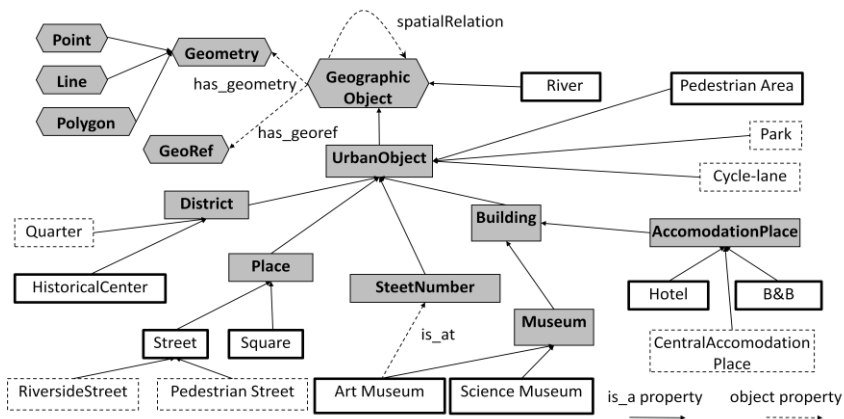 spatialRelation
Point
Geometry
Line
has_geometry
Geographic
Object
River
Pedestrian Area
Polygon
has_georef
GeoRef
Park
UrbanObject
Cycle-lane
District
Building
Quarter
AccomodationPlace
Place
HistoricalCenter
SteetNumber
Hotel
B&B
Museum
Street
Square
is_at
CentralAccomodation
Place
RiversideStreet
Pedestrian Street
Art Museum
Science Museum
is_a property
object property